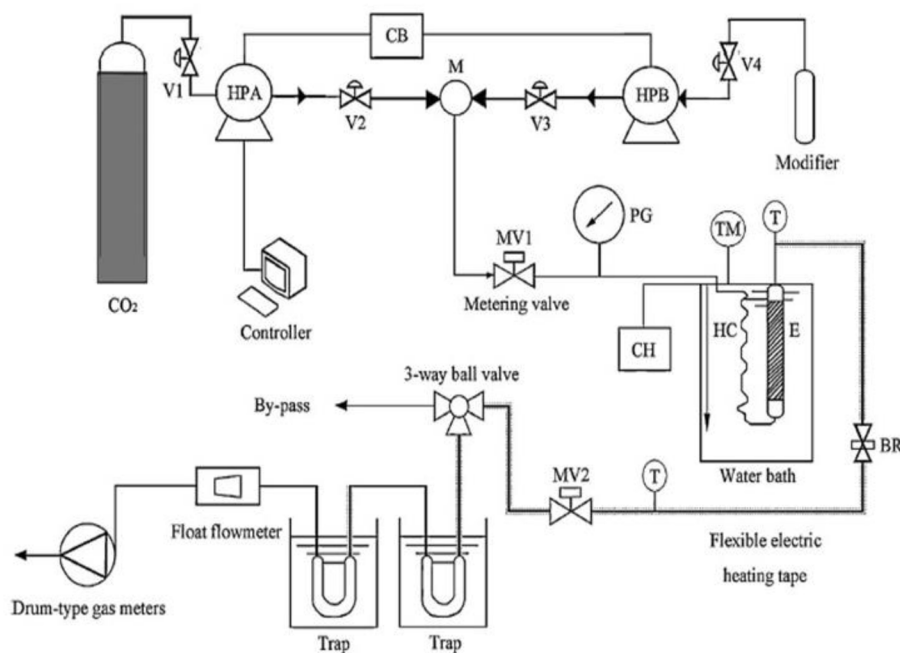 CB
V1
HPA
V2
M
V3
HPB
V4
Modifier
CO₂
Controller
MV1
Metering valve
PG
TM
T
CH
HC
E
Water bath
BR
3-way ball valve
By-pass
MV2
T
Flexible electric
heating tape
Float flowmeter
Drum-type gas meters
Trap
Trap